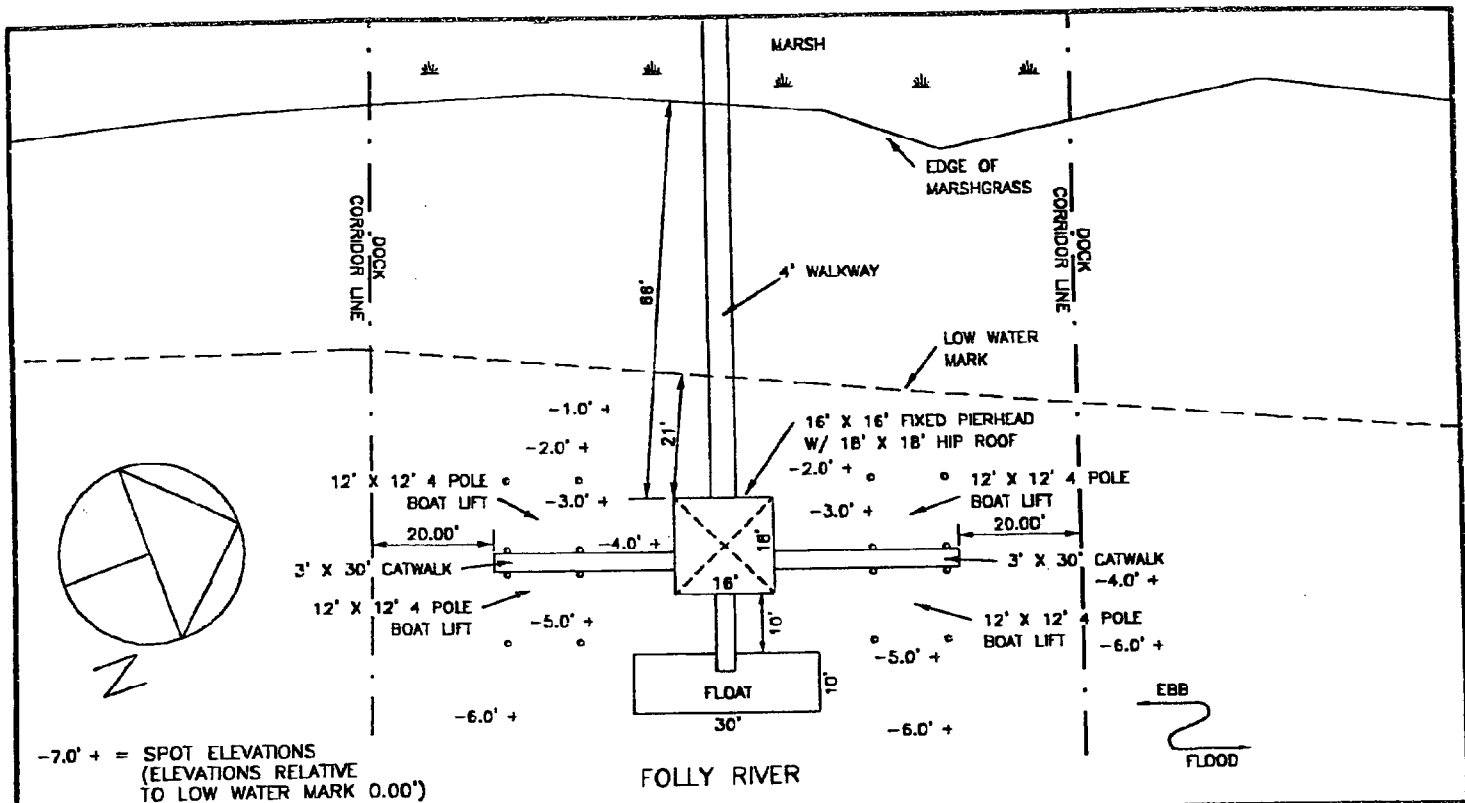 MARSH
EDGE OF
MARSHGRASS
DOCK
CORRIDOR LINE
DOCK
CORRIDOR LINE
4' WALKWAY
66'
LOW WATER
MARK
-1.0' +
21'
16' X 16' FIXED PIERHEAD
W/ 18' X 18' HIP ROOF
-2.0' +
-2.0' +
12' X 12' 4 POLE
BOAT LIFT
-3.0' +
12' X 12' 4 POLE
BOAT LIFT
-3.0' +
20.00'
-4.0' +
16'
20.00'
3' X 30' CATWALK
16'
3' X 30' CATWALK
-4.0' +
12' X 12' 4 POLE
BOAT LIFT
-5.0' +
10'
12' X 12' 4 POLE
BOAT LIFT
-6.0' +
-5.0' +
N
FLOAT
10'
EBB
-6.0' +
30'
-6.0' +
FLOOD
-7.0' + = SPOT ELEVATIONS
(ELEVATIONS RELATIVE
TO LOW WATER MARK 0.00')
FOLLY RIVER